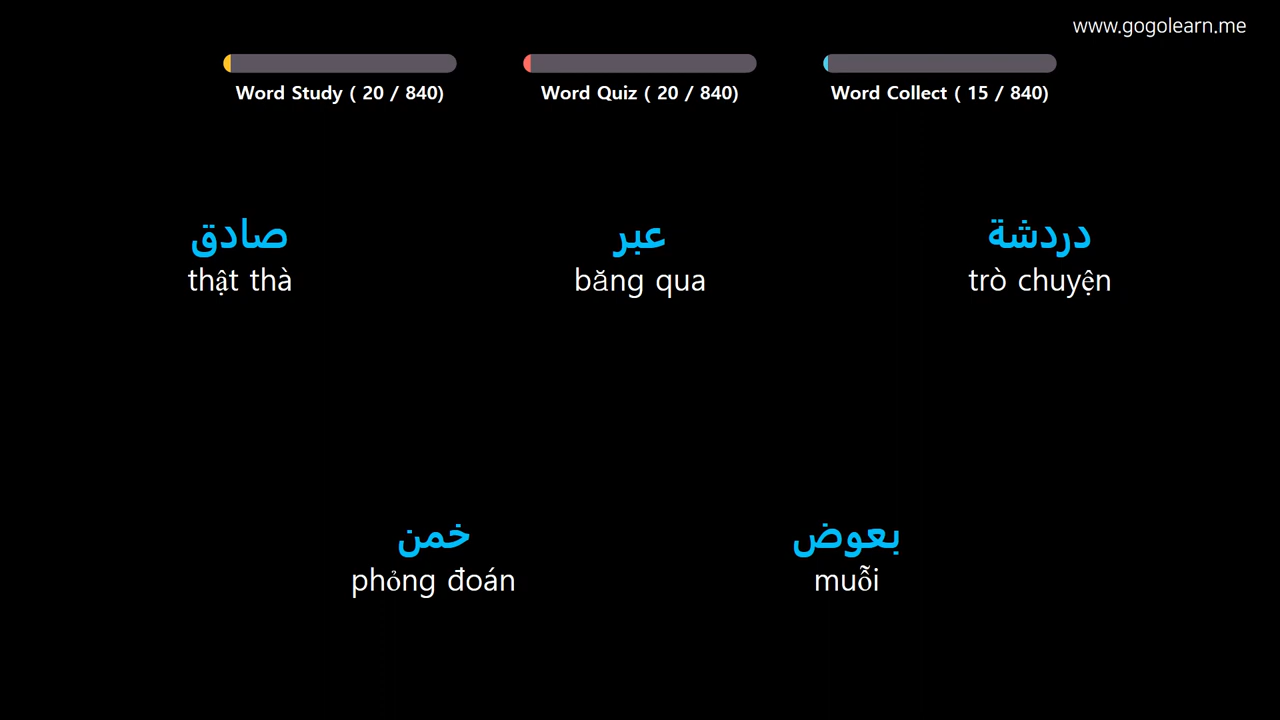 www.gogolearn.me
Word Study ( 20 / 840)
Word Quiz ( 20 / 840)
Word Collect ( 15 / 840)
صادق
thật thà
عبر
băng qua
دردشة
trò chuyện
خمن
phỏng đoán
بعوض
muỗi